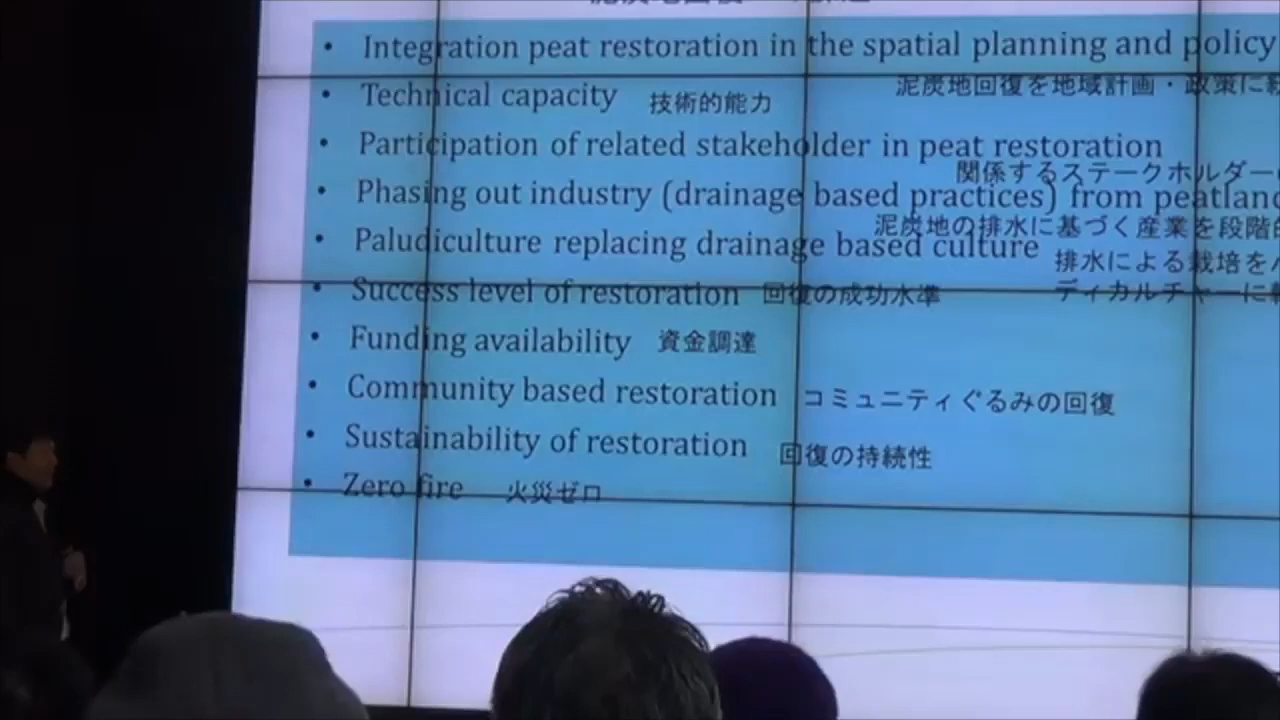 • Integration peat restoration in the spatial planning and policy
泥炭地回復を地域計画・政策に
• Technical capacity 技術的能力
• Participation of related stakeholder in peat restoration
関係するステークホルダー
• Phasing out industry (drainage based practices) from peatland
泥炭地の排水に基づく産業を段階的
• Paludiculture replacing drainage based culture
排水による栽培を
ディカルチャーに
• Success level of restoration 回復の成功水準
• Funding availability 資金調達
• Community based restoration コミュニティぐるみの回復
• Sustainability of restoration 回復の持続性
• Zero fire 火災ゼロ